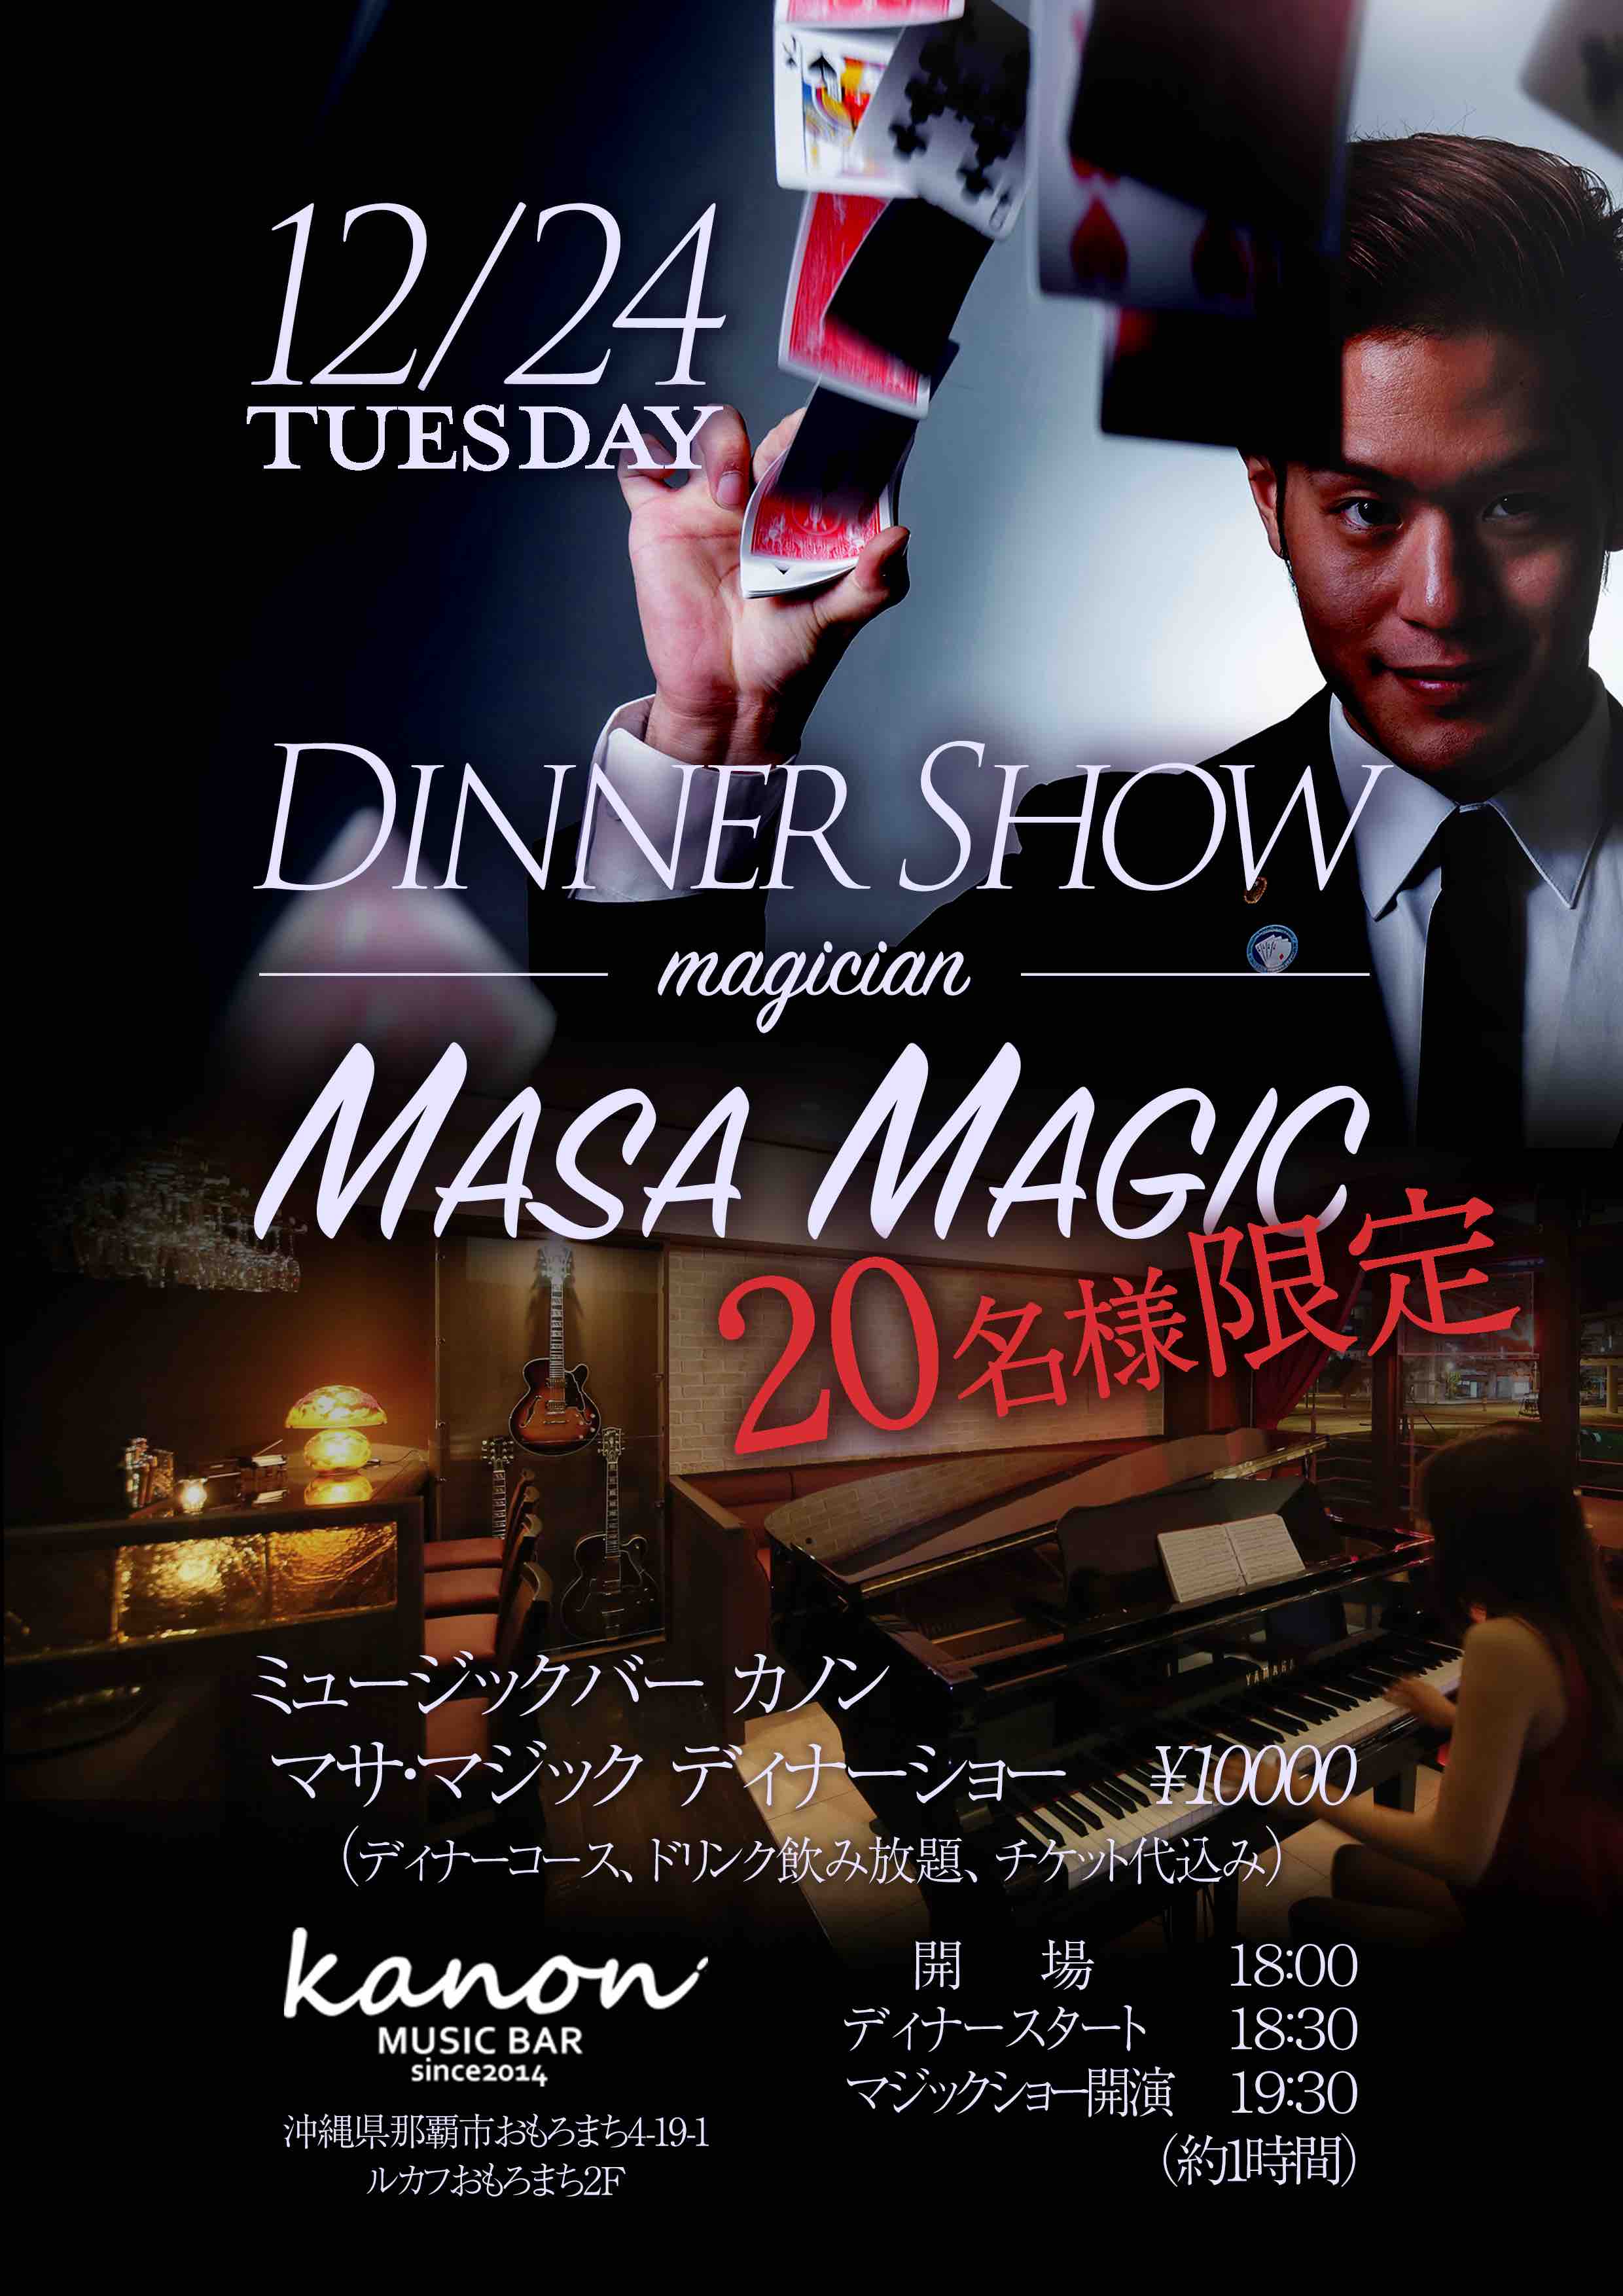 12/24
TUESDAY
DINNER SHOW
magician
MASA MAGIC
20名様限定
ミュージックバー カノン
マサ・マジック ディナーショー ¥10000
（ディナーコース、ドリンク飲み放題、チケット代込み）
kanon
MUSIC BAR
since2014
沖縄県那覇市おもろまち4-19-1
ルカフおもろまち2F
開場 18:00
ディナースタート 18:30
マジックショー開演 19:30
（約1時間）